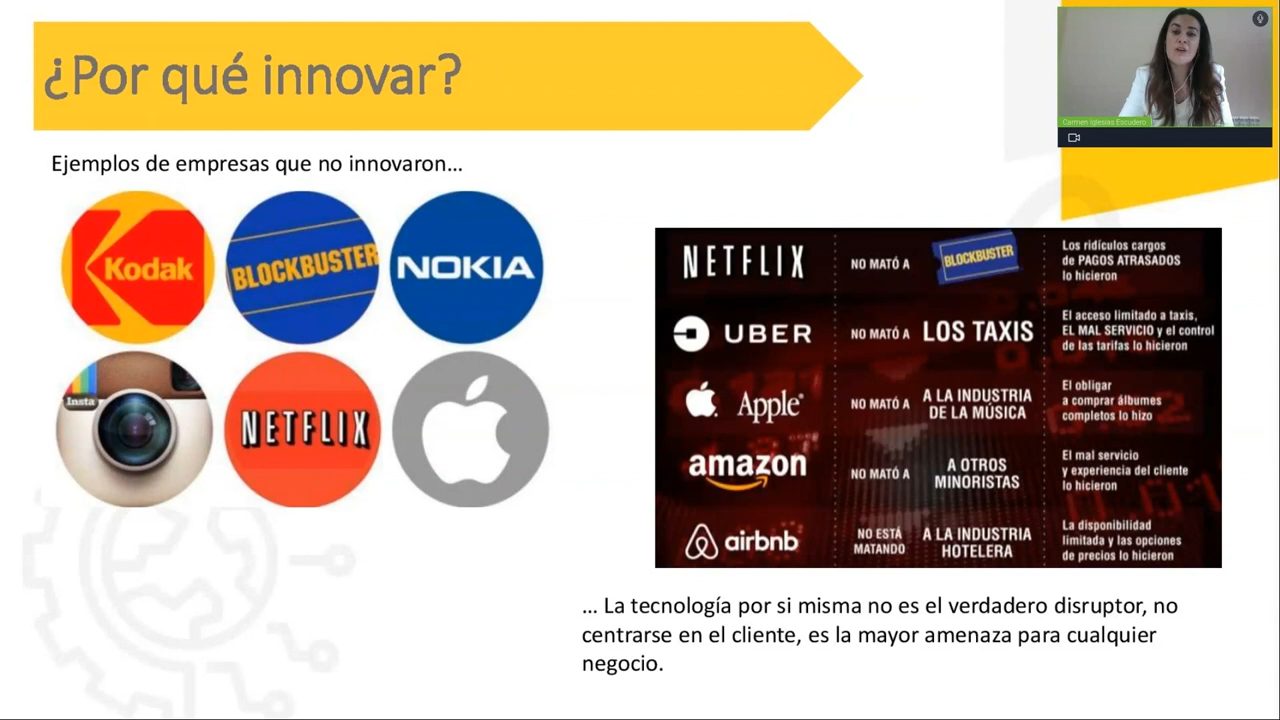 ¿Por qué innovar?
Carmen Iglesias Escudero
Ejemplos de empresas que no innovaron...
Kodak
BLOCKBUSTER
NOKIA
Insta
NETFLIX
NETFLIX
NO MATÓ A
BLOCKBUSTER
Los ridículos cargos
de PAGOS ATRASADOS
lo hicieron
UBER
NO MATÓ A
LOS TAXIS
El acceso limitado a taxis,
EL MAL SERVICIO y el control
de las tarifas lo hicieron
Apple
NO MATÓ A
A LA INDUSTRIA
DE LA MÚSICA
El obligar
a comprar álbumes
completos lo hizo
amazon
NO MATÓ A
A OTROS
MINORISTAS
El mal servicio
y experiencia del cliente
lo hicieron
airbnb
NO ESTÁ
MATANDO
A LA INDUSTRIA
HOTELERA
La disponibilidad
limitada y las opciones
de precios lo hicieron
... La tecnología por si misma no es el verdadero disruptor, no
centrarse en el cliente, es la mayor amenaza para cualquier
negocio.